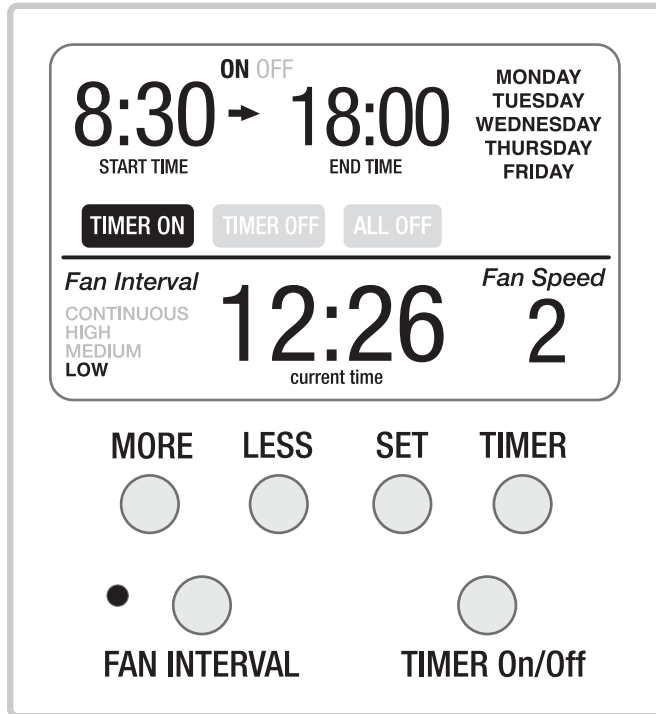 ON OFF
8:30 → 18:00
START TIME END TIME
MONDAY
TUESDAY
WEDNESDAY
THURSDAY
FRIDAY
TIMER ON TIMER OFF ALL OFF
Fan Interval
CONTINUOUS
HIGH
MEDIUM
LOW
12:26
current time
Fan Speed
2
MORE LESS SET TIMER
FAN INTERVAL TIMER On/Off